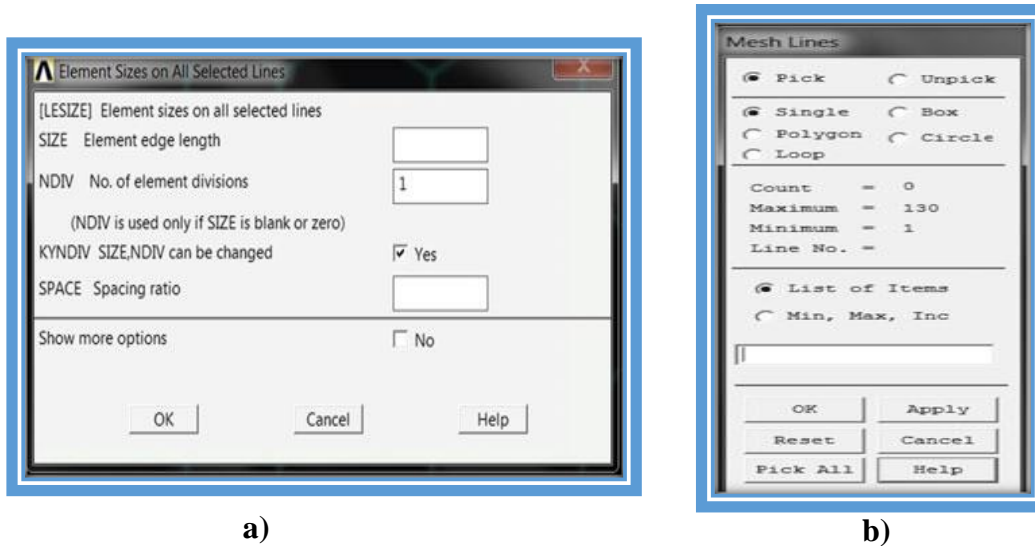 Element Sizes on All Selected Lines
[LESIZE] Element sizes on all selected lines
SIZE Element edge length
NDIV No. of element divisions 1
(NDIV is used only if SIZE is blank or zero)
KYNDIV SIZE,NDIV can be changed Yes
SPACE Spacing ratio
Show more options No
OK Cancel Help
a)
Mesh Lines
Pick Unpick
Single Box
Polygon Circle
Loop
Count = 0
Maximum = 130
Minimum = 1
Line No. =
List of Items
Min, Max, Inc
OK Apply
Reset Cancel
Pick All Help
b)